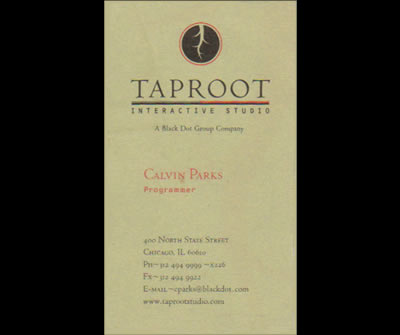 TAPROOT
INTERACTIVE STUDIO
A Black Dot Group Company
Calvin Parks
Programmer
400 North State Street
Chicago, IL 60610
Ph~312 494 9999 ~x226
Fx~312 494 9922
E-mail~cparks@blackdot.com
www.taprootstudio.com